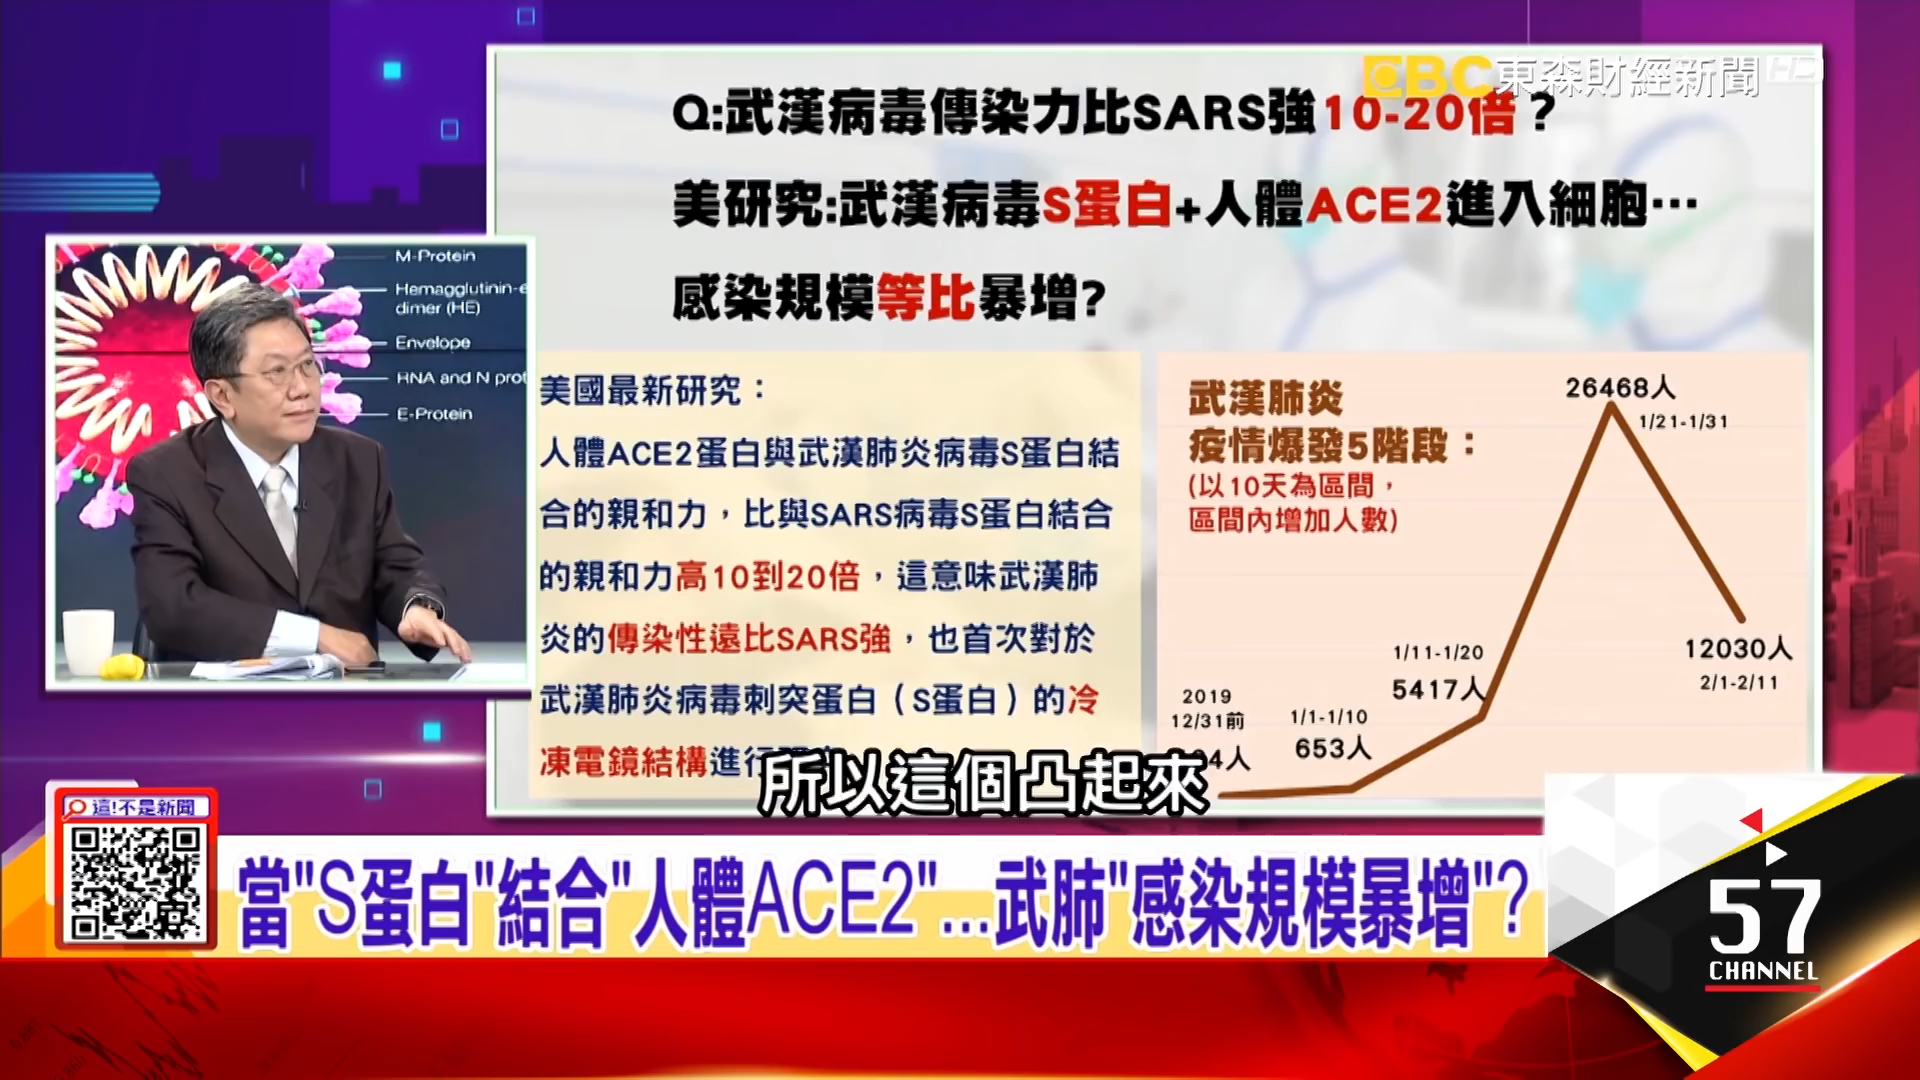 EBC東森財經新聞HD
Q:武漢病毒傳染力比SARS強10-20倍？
美研究:武漢病毒S蛋白+人體ACE2進入細胞…
感染規模等比暴增?
M-Protein
Hemagglutinin-e
dimer (HE)
Envelope
RNA and N prot
E-Protein
美國最新研究：
人體ACE2蛋白與武漢肺炎病毒S蛋白結
合的親和力，比與SARS病毒S蛋白結合
的親和力高10到20倍，這意味武漢肺
炎的傳染性遠比SARS強，也首次對於
武漢肺炎病毒刺突蛋白（S蛋白）的冷
凍電鏡結構進行
武漢肺炎
疫情爆發5階段：
(以10天為區間，
區間內增加人數)
26468人
1/21-1/31
1/11-1/20
5417人
12030人
2/1-2/11
2019
12/31前
4人
1/1-1/10
653人
所以這個凸起來
這!不是新聞
當"S蛋白"結合"人體ACE2"...武肺"感染規模暴增"?
57
CHANNEL